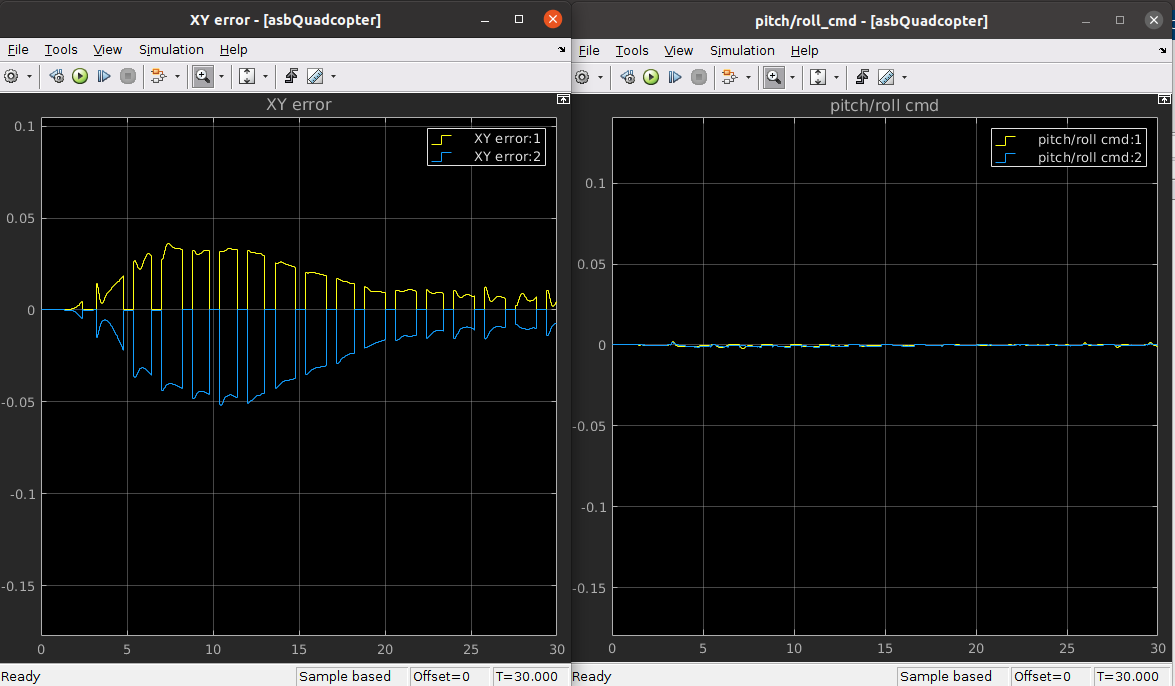 XY error - [asbQuadcopter]
File Tools View Simulation Help
XY error
XY error:1
XY error:2
0.1
0.05
0
-0.05
-0.1
-0.15
0 5 10 15 20 25 30
Ready Sample based Offset=0 T=30.000
pitch/roll_cmd - [asbQuadcopter]
File Tools View Simulation Help
pitch/roll cmd
pitch/roll cmd:1
pitch/roll cmd:2
0.1
0.05
0
-0.05
-0.1
-0.15
0 5 10 15 20 25 30
Ready Sample based Offset=0 T=30.000